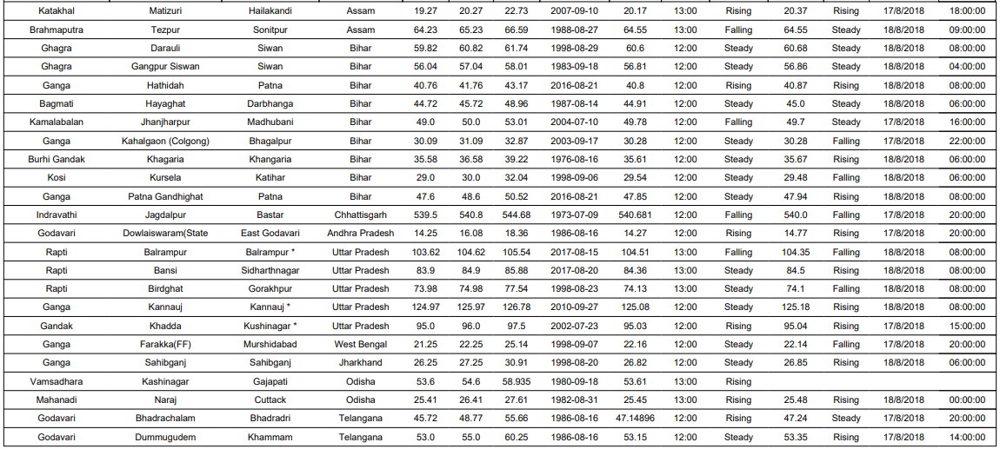 Katakhal Matizuri Hailakandi Assam 19.27 20.27 22.73 2007-09-10 20.17 13:00 Rising 20.37 Rising 17/8/2018 18:00:00
Brahmaputra Tezpur Sonitpur Assam 64.23 65.23 66.59 1988-08-27 64.55 13:00 Falling 64.55 Steady 18/8/2018 09:00:00
Ghagra Darauli Siwan Bihar 59.82 60.82 61.74 1998-08-29 60.6 12:00 Steady 60.68 Steady 18/8/2018 08:00:00
Ghagra Gangpur Siswan Siwan Bihar 56.04 57.04 58.01 1983-09-18 56.81 12:00 Steady 56.86 Steady 18/8/2018 04:00:00
Ganga Hathidah Patna Bihar 40.76 41.76 43.17 2016-08-21 40.8 12:00 Rising 40.87 Rising 18/8/2018 08:00:00
Bagmati Hayaghat Darbhanga Bihar 44.72 45.72 48.96 1987-08-14 44.91 12:00 Steady 45.0 Steady 18/8/2018 06:00:00
Kamalabalan Jhanjharpur Madhubani Bihar 49.0 50.0 53.01 2004-07-10 49.78 12:00 Falling 49.7 Steady 17/8/2018 16:00:00
Ganga Kahalgaon (Colgong) Bhagalpur Bihar 30.09 31.09 32.87 2003-09-17 30.28 12:00 Steady 30.28 Falling 17/8/2018 22:00:00
Burhi Gandak Khagaria Khangaria Bihar 35.58 36.58 39.22 1976-08-16 35.61 12:00 Steady 35.67 Rising 18/8/2018 06:00:00
Kosi Kursela Katihar Bihar 29.0 30.0 32.04 1998-09-06 29.54 12:00 Steady 29.48 Falling 18/8/2018 06:00:00
Ganga Patna Gandhighat Patna Bihar 47.6 48.6 50.52 2016-08-21 47.85 12:00 Steady 47.94 Rising 18/8/2018 08:00:00
Indravathi Jagdalpur Bastar Chhattisgarh 539.5 540.8 544.68 1973-07-09 540.681 12:00 Falling 540.0 Falling 17/8/2018 20:00:00
Godavari Dowlaiswaram(State East Godavari Andhra Pradesh 14.25 16.08 18.36 1986-08-16 14.27 12:00 Rising 14.77 Rising 17/8/2018 20:00:00
Rapti Balrampur Balrampur * Uttar Pradesh 103.62 104.62 105.54 2017-08-15 104.51 13:00 Falling 104.35 Falling 18/8/2018 08:00:00
Rapti Bansi Sidharthnagar Uttar Pradesh 83.9 84.9 85.88 2017-08-20 84.36 13:00 Steady 84.5 Rising 18/8/2018 08:00:00
Rapti Birdghat Gorakhpur Uttar Pradesh 73.98 74.98 77.54 1998-08-23 74.13 13:00 Steady 74.1 Falling 18/8/2018 08:00:00
Ganga Kannauj Kannauj * Uttar Pradesh 124.97 125.97 126.78 2010-09-27 125.08 12:00 Steady 125.18 Rising 18/8/2018 08:00:00
Gandak Khadda Kushinagar * Uttar Pradesh 95.0 96.0 97.5 2002-07-23 95.03 12:00 Rising 95.04 Rising 17/8/2018 15:00:00
Ganga Farakka(FF) Murshidabad West Bengal 21.25 22.25 25.14 1998-09-07 22.16 12:00 Steady 22.14 Falling 17/8/2018 20:00:00
Ganga Sahibganj Sahibganj Jharkhand 26.25 27.25 30.91 1998-08-20 26.82 12:00 Steady 26.85 Rising 18/8/2018 06:00:00
Vamsadhara Kashinagar Gajapati Odisha 53.6 54.6 58.935 1980-09-18 53.61 13:00 Rising
Mahanadi Naraj Cuttack Odisha 25.41 26.41 27.61 1982-08-31 25.45 13:00 Rising 25.48 Rising 18/8/2018 00:00:00
Godavari Bhadrachalam Bhadradri Telangana 45.72 48.77 55.66 1986-08-16 47.14896 12:00 Rising 47.24 Steady 17/8/2018 20:00:00
Godavari Dummugudem Khammam Telangana 53.0 55.0 60.25 1986-08-16 53.15 12:00 Steady 53.35 Rising 17/8/2018 14:00:00